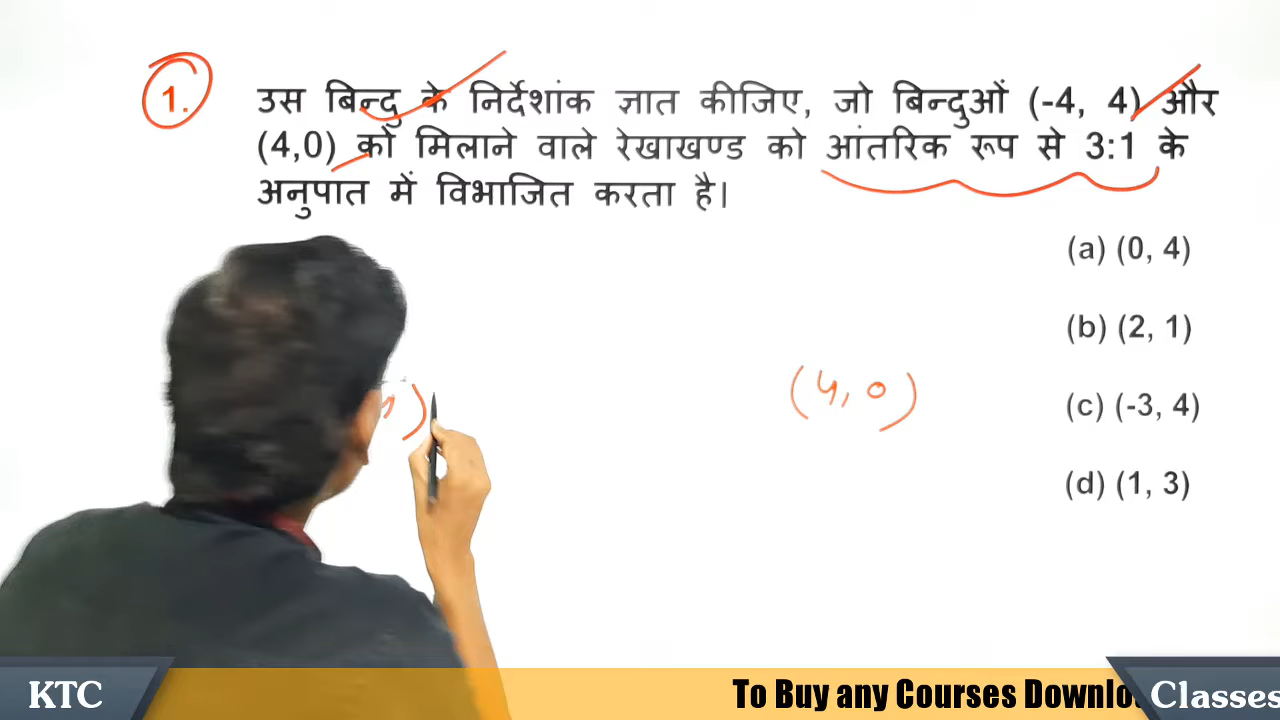 1. उस बिन्दु के निर्देशांक ज्ञात कीजिए, जो बिन्दुओं (-4, 4) और
(4,0) को मिलाने वाले रेखाखण्ड को आंतरिक रूप से 3:1 के
अनुपात में विभाजित करता है।
(a) (0, 4)
(b) (2, 1)
(4, 0)
(c) (-3, 4)
(d) (1, 3)
KTC
To Buy any Courses
Classes